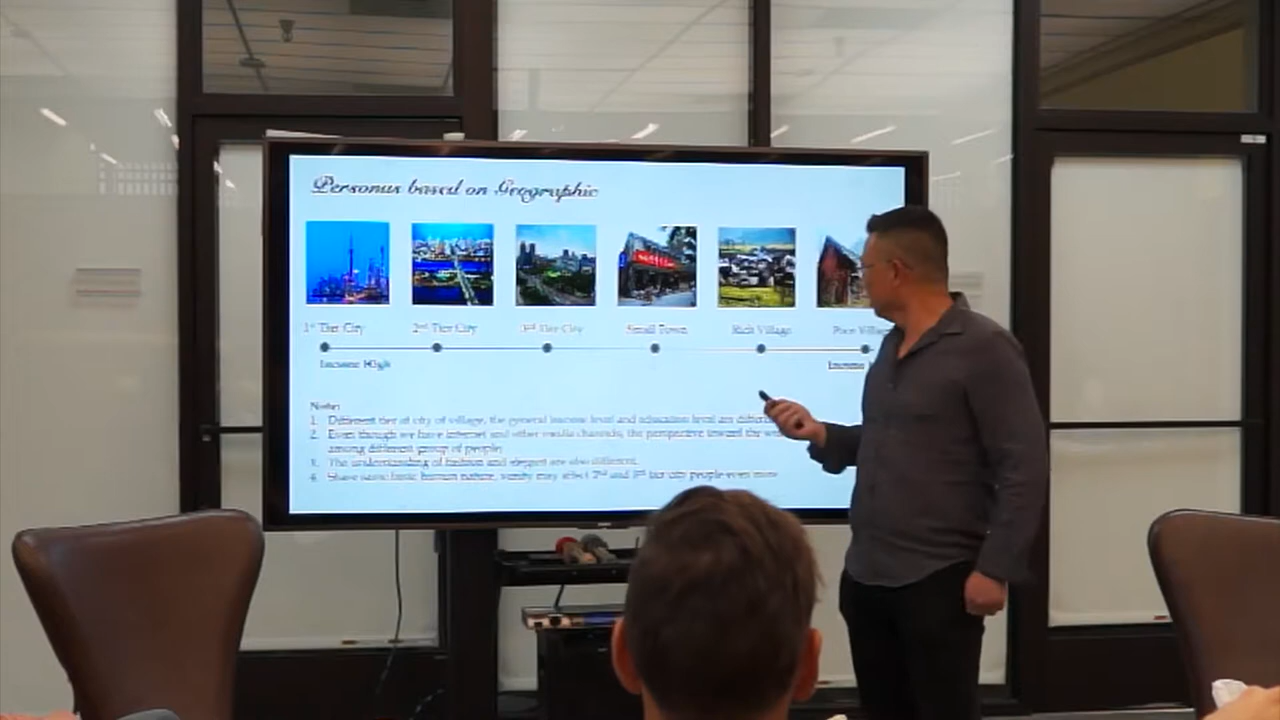 Personas based on Geographic
1st Tier City
2nd Tier City
3rd Tier City
Small Town
Rich Village
Poor
Income High
Income
Note:
1. Different tier of city of village, the general income level and education level are
2. Even though we have internet and other media channels, the perspective toward the
among different group of people
3. The understanding of fashion and elegant are also different.
4. Share same basic human nature, vanity may select 2nd and 3rd tier city people even more